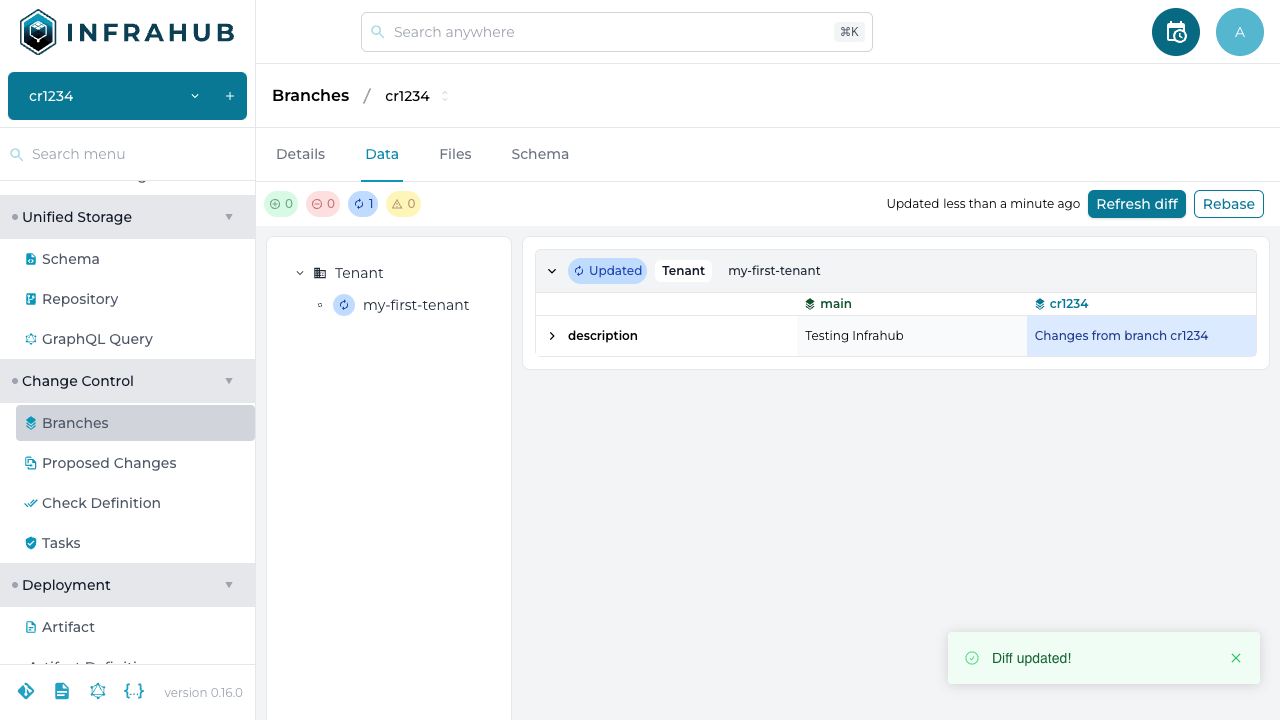 INFRAHUB
Search anywhere
⌘K
A
cr1234
+
Branches / cr1234
Search menu
Details
Data
Files
Schema
0
0
1
0
Updated less than a minute ago
Refresh diff
Rebase
Unified Storage
Schema
Repository
GraphQL Query
Change Control
Branches
Proposed Changes
Check Definition
Tasks
Deployment
Artifact
Artifact Definiti
version 0.16.0
Tenant
my-first-tenant
Updated
Tenant
my-first-tenant
main
cr1234
description
Testing Infrahub
Changes from branch cr1234
Diff updated!